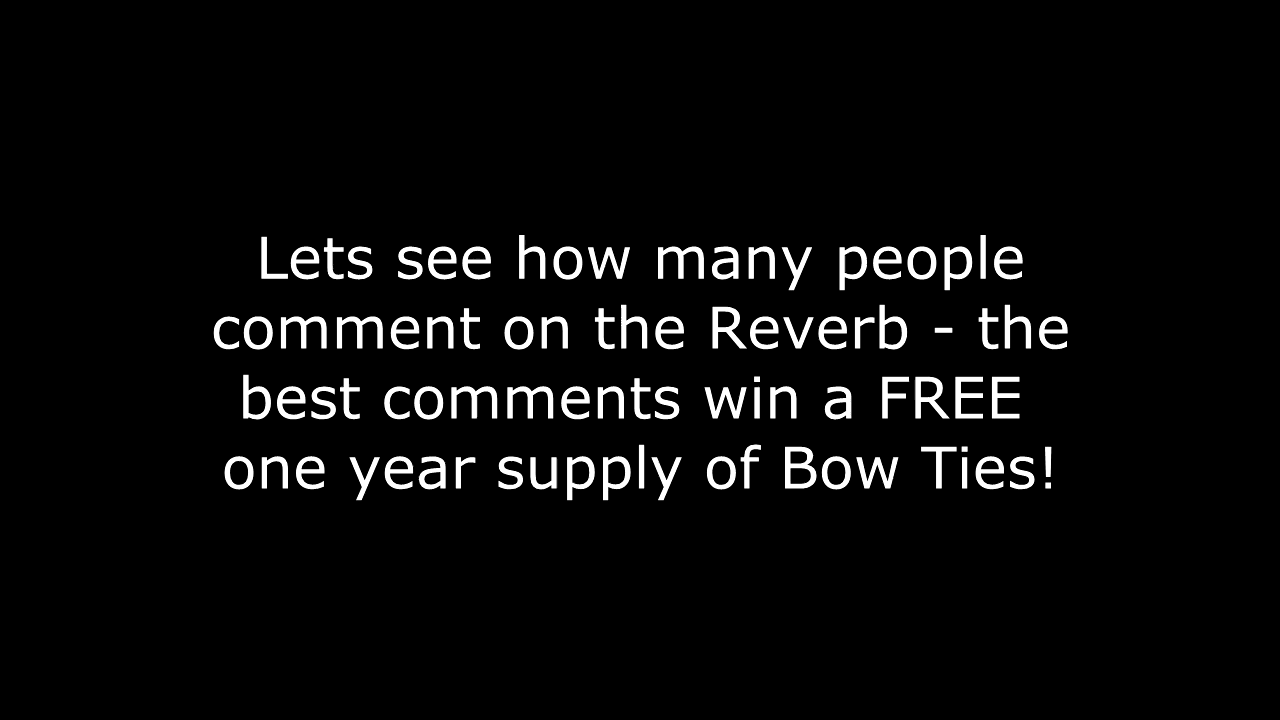 Lets see how many people
comment on the Reverb - the
best comments win a FREE
one year supply of Bow Ties!